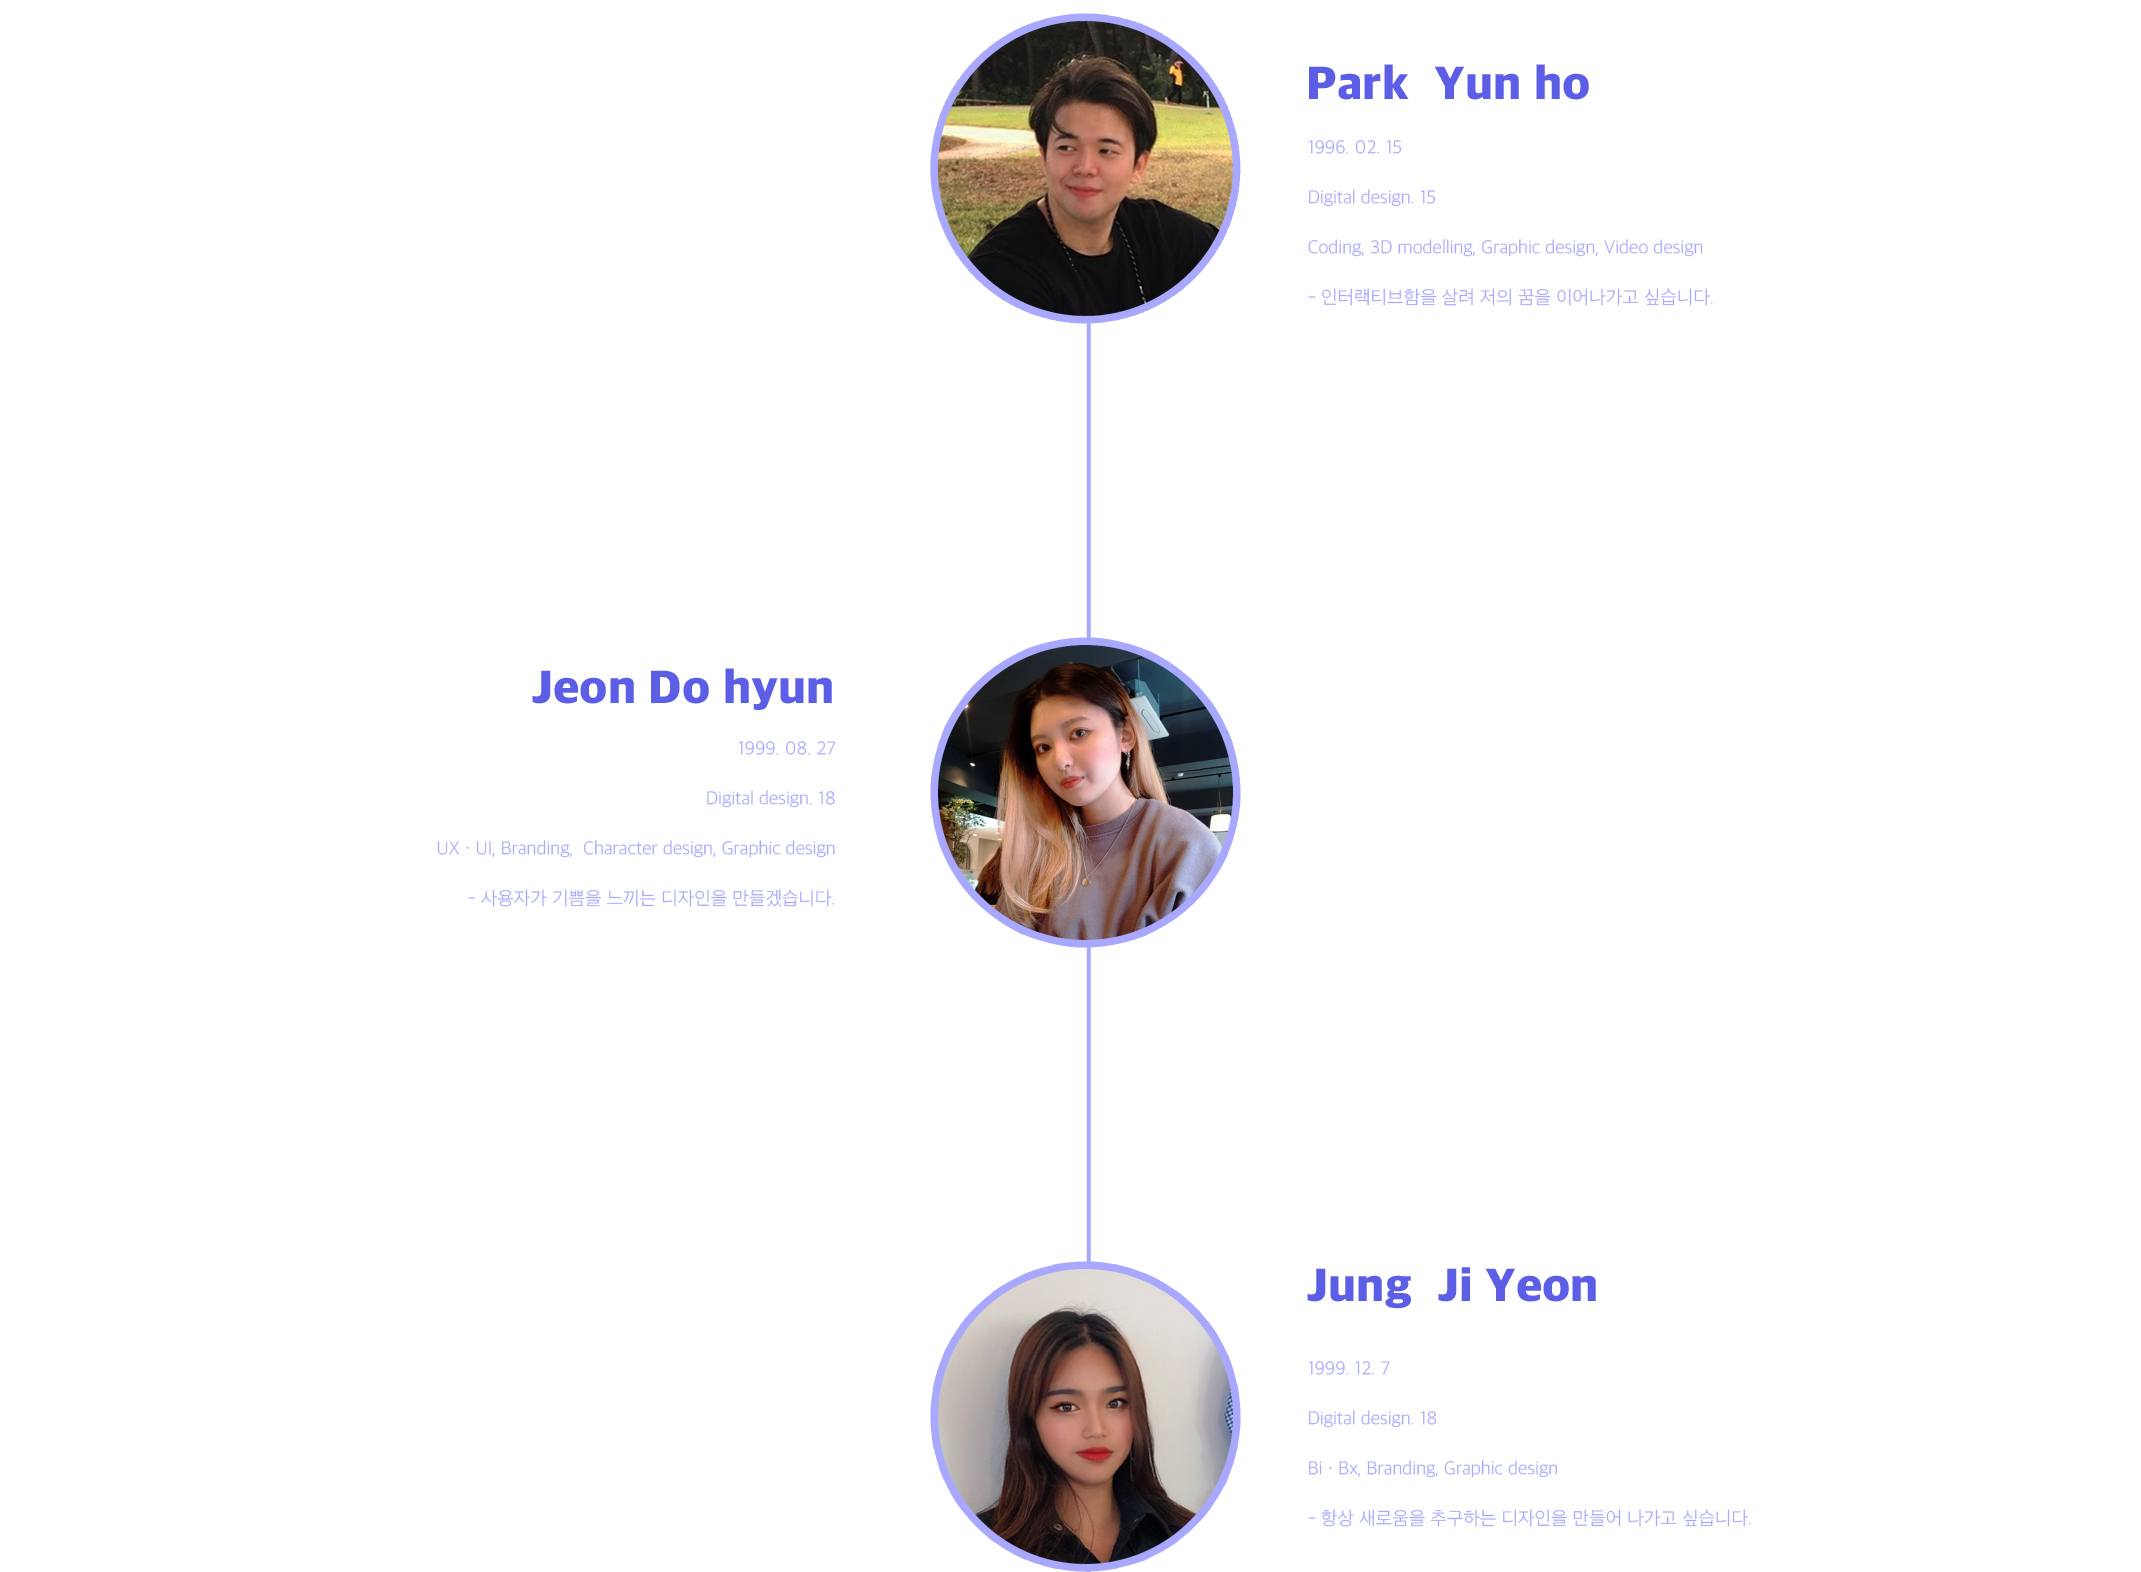 Park Yun ho
1996. 02. 15
Digital design. 15
Coding, 3D modelling, Graphic design, Video design
- 인터랙티브함을 살려 저의 꿈을 이어나가고 싶습니다.
Jeon Do hyun
1999. 08. 27
Digital design. 18
UX · UI, Branding, Character design, Graphic design
- 사용자가 기쁨을 느끼는 디자인을 만들겠습니다.
Jung Ji Yeon
1999. 12. 7
Digital design. 18
Bi · Bx, Branding, Graphic design
- 항상 새로움을 추구하는 디자인을 만들어 나가고 싶습니다.